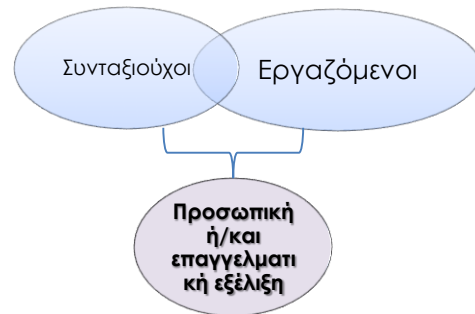 Συνταξιούχοι
Εργαζόμενοι
Προσωπική
ή/και
επαγγελματι
κή εξέλιξη